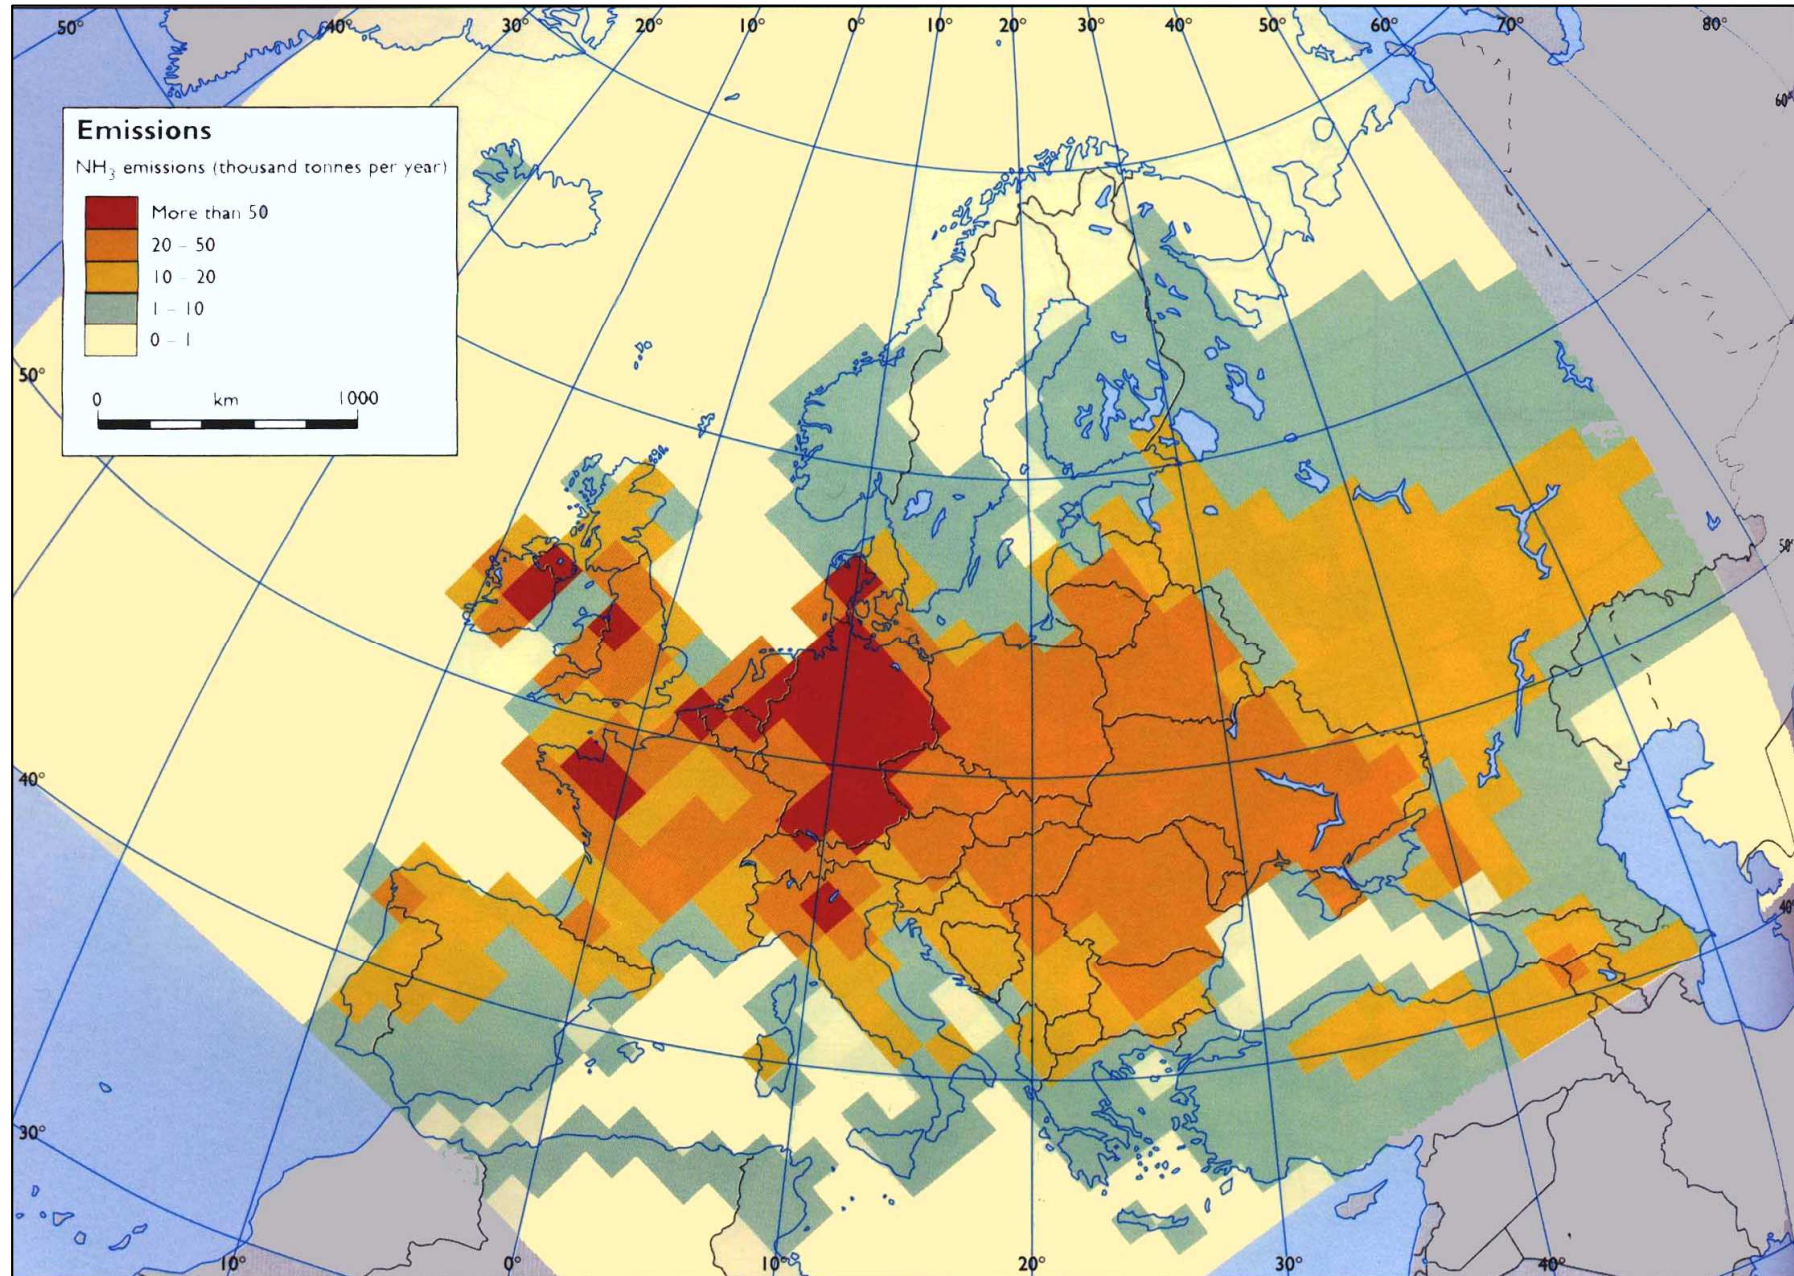 50° 40° 30° 20° 10° 0° 10° 20° 30° 40° 50° 60° 70° 80°
60°
Emissions
NH₃ emissions (thousand tonnes per year)
More than 50
20 – 50
10 – 20
1 – 10
0 – 1
0 km 1000
50°
50°
40°
40°
30°
10° 0° 10° 20° 30° 40°